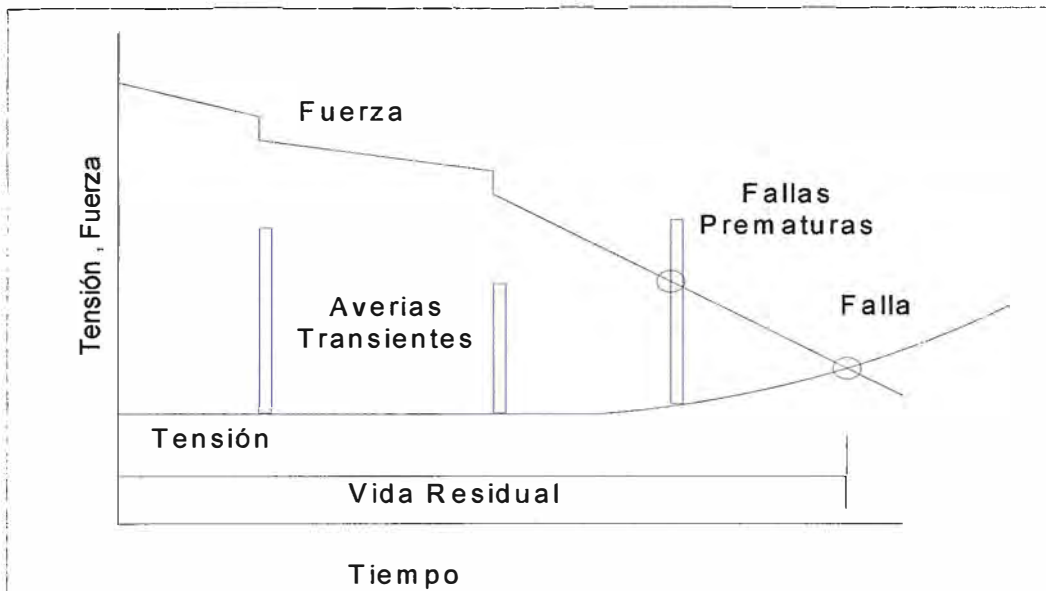 Fuerza
Tensión , Fuerza
Fallas
Prematuras
Averias
Transientes
Falla
Tensión
Vida Residual
Tiempo